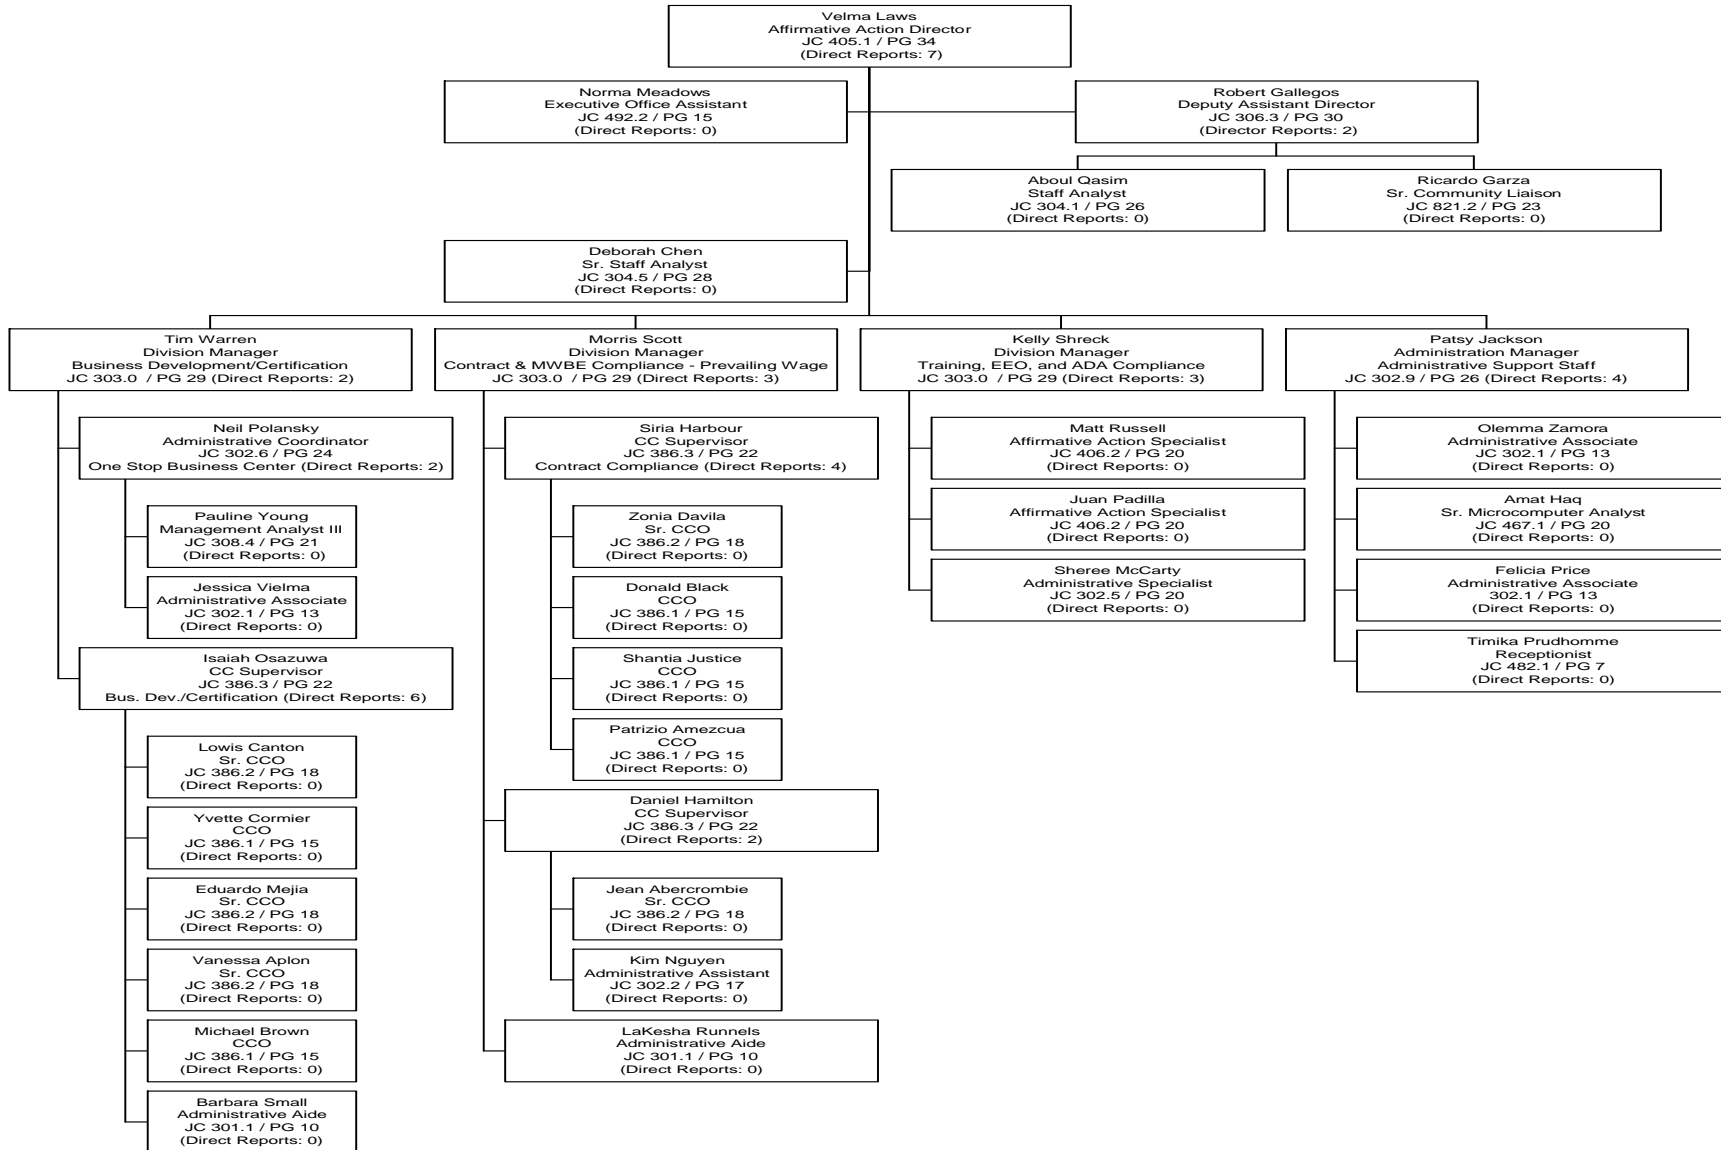 Velma Laws
Affirmative Action Director
JC 405.1 / PG 34
(Direct Reports: 7)
Norma Meadows
Executive Office Assistant
JC 492.2 / PG 15
(Direct Reports: 0)
Robert Gallegos
Deputy Assistant Director
JC 306.3 / PG 30
(Director Reports: 2)
Aboul Qasim
Staff Analyst
JC 304.1 / PG 26
(Direct Reports: 0)
Ricardo Garza
Sr. Community Liaison
JC 821.2 / PG 23
(Direct Reports: 0)
Deborah Chen
Sr. Staff Analyst
JC 304.5 / PG 28
(Direct Reports: 0)
Tim Warren
Division Manager
Business Development/Certification
JC 303.0 / PG 29 (Direct Reports: 2)
Neil Polansky
Administrative Coordinator
JC 302.6 / PG 24
One Stop Business Center (Direct Reports: 2)
Pauline Young
Management Analyst III
JC 308.4 / PG 21
(Direct Reports: 0)
Jessica Vielma
Administrative Associate
JC 302.1 / PG 13
(Direct Reports: 0)
Isaiah Osazuwa
CC Supervisor
JC 386.3 / PG 22
Bus. Dev./Certification (Direct Reports: 6)
Lowis Canton
Sr. CCO
JC 386.2 / PG 18
(Direct Reports: 0)
Yvette Cormier
CCO
JC 386.1 / PG 15
(Direct Reports: 0)
Eduardo Mejia
Sr. CCO
JC 386.2 / PG 18
(Direct Reports: 0)
Vanessa Aplon
Sr. CCO
JC 386.2 / PG 18
(Direct Reports: 0)
Michael Brown
CCO
JC 386.1 / PG 15
(Direct Reports: 0)
Barbara Small
Administrative Aide
JC 301.1 / PG 10
(Direct Reports: 0)
Morris Scott
Division Manager
Contract & MWBE Compliance - Prevailing Wage
JC 303.0 / PG 29 (Direct Reports: 3)
Siria Harbour
CC Supervisor
JC 386.3 / PG 22
Contract Compliance (Direct Reports: 4)
Zonia Davila
Sr. CCO
JC 386.2 / PG 18
(Direct Reports: 0)
Donald Black
CCO
JC 386.1 / PG 15
(Direct Reports: 0)
Shantia Justice
CCO
JC 386.1 / PG 15
(Direct Reports: 0)
Patrizio Amezcua
CCO
JC 386.1 / PG 15
(Direct Reports: 0)
Daniel Hamilton
CC Supervisor
JC 386.3 / PG 22
(Direct Reports: 2)
Jean Abercrombie
Sr. CCO
JC 386.2 / PG 18
(Direct Reports: 0)
Kim Nguyen
Administrative Assistant
JC 302.2 / PG 17
(Direct Reports: 0)
LaKesha Runnels
Administrative Aide
JC 301.1 / PG 10
(Direct Reports: 0)
Kelly Shreck
Division Manager
Training, EEO, and ADA Compliance
JC 303.0 / PG 29 (Direct Reports: 3)
Matt Russell
Affirmative Action Specialist
JC 406.2 / PG 20
(Direct Reports: 0)
Juan Padilla
Affirmative Action Specialist
JC 406.2 / PG 20
(Direct Reports: 0)
Sheree McCarty
Administrative Specialist
JC 302.5 / PG 20
(Direct Reports: 0)
Patsy Jackson
Administration Manager
Administrative Support Staff
JC 302.9 / PG 26 (Direct Reports: 4)
Olemma Zamora
Administrative Associate
JC 302.1 / PG 13
(Direct Reports: 0)
Amat Haq
Sr. Microcomputer Analyst
JC 467.1 / PG 20
(Direct Reports: 0)
Felicia Price
Administrative Associate
302.1 / PG 13
(Direct Reports: 0)
Timika Prudhomme
Receptionist
JC 482.1 / PG 7
(Direct Reports: 0)